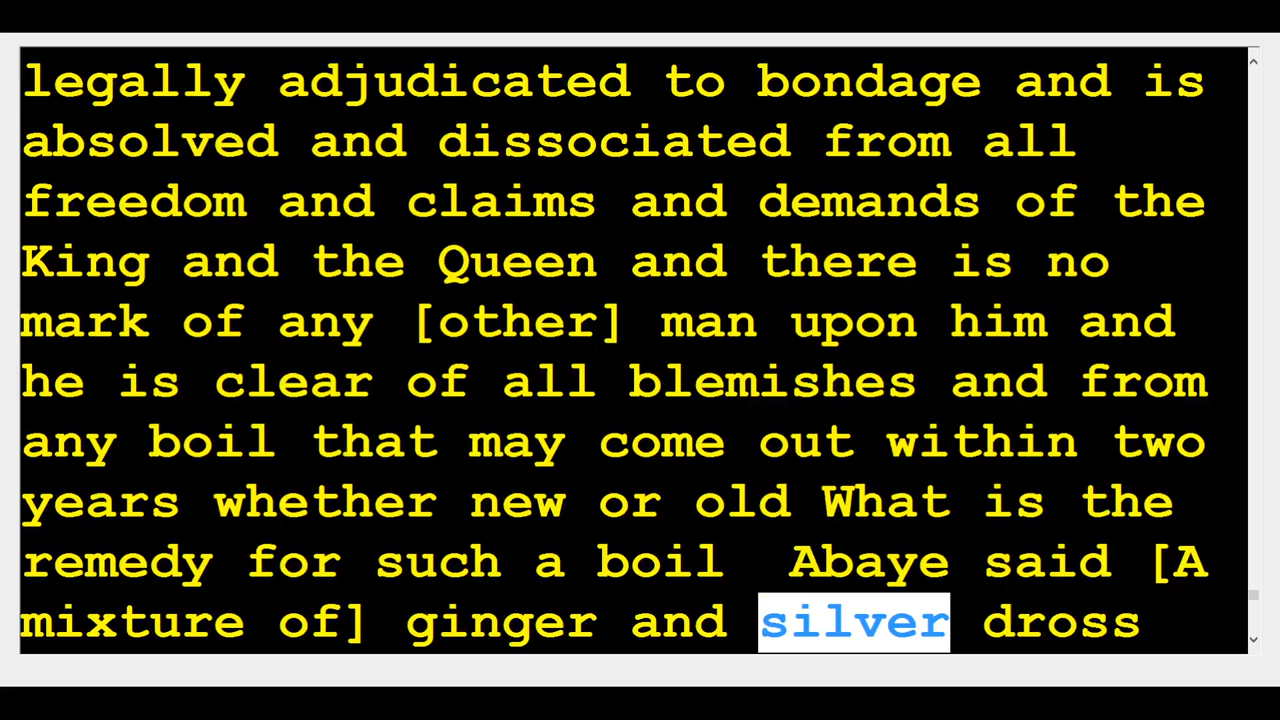 legally adjudicated to bondage and is
absolved and dissociated from all
freedom and claims and demands of the
King and the Queen and there is no
mark of any [other] man upon him and
he is clear of all blemishes and from
any boil that may come out within two
years whether new or old What is the
remedy for such a boil  Abaye said [A
mixture of] ginger and silver dross